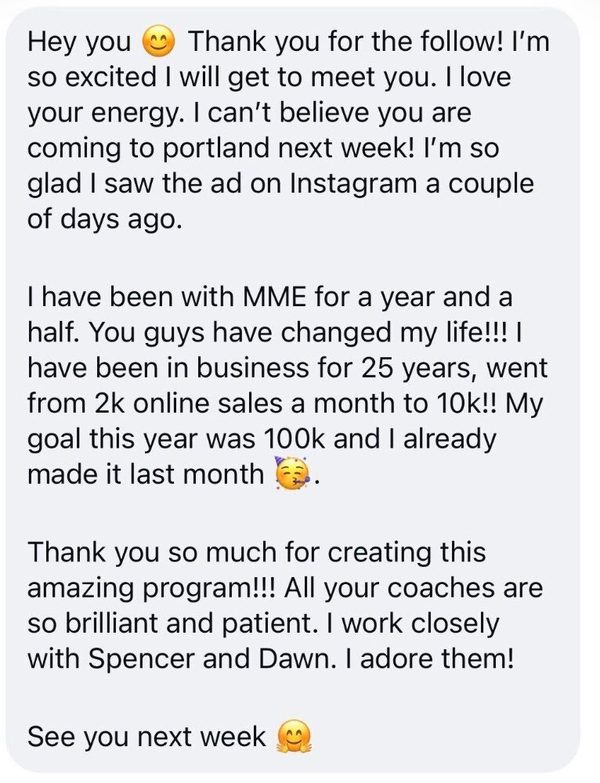 Hey you 😊 Thank you for the follow! I'm
so excited I will get to meet you. I love
your energy. I can't believe you are
coming to portland next week! I'm so
glad I saw the ad on Instagram a couple
of days ago.
I have been with MME for a year and a
half. You guys have changed my life!!! I
have been in business for 25 years, went
from 2k online sales a month to 10k!! My
goal this year was 100k and I already
made it last month 🥳.
Thank you so much for creating this
amazing program!!! All your coaches are
so brilliant and patient. I work closely
with Spencer and Dawn. I adore them!
See you next week 🤗